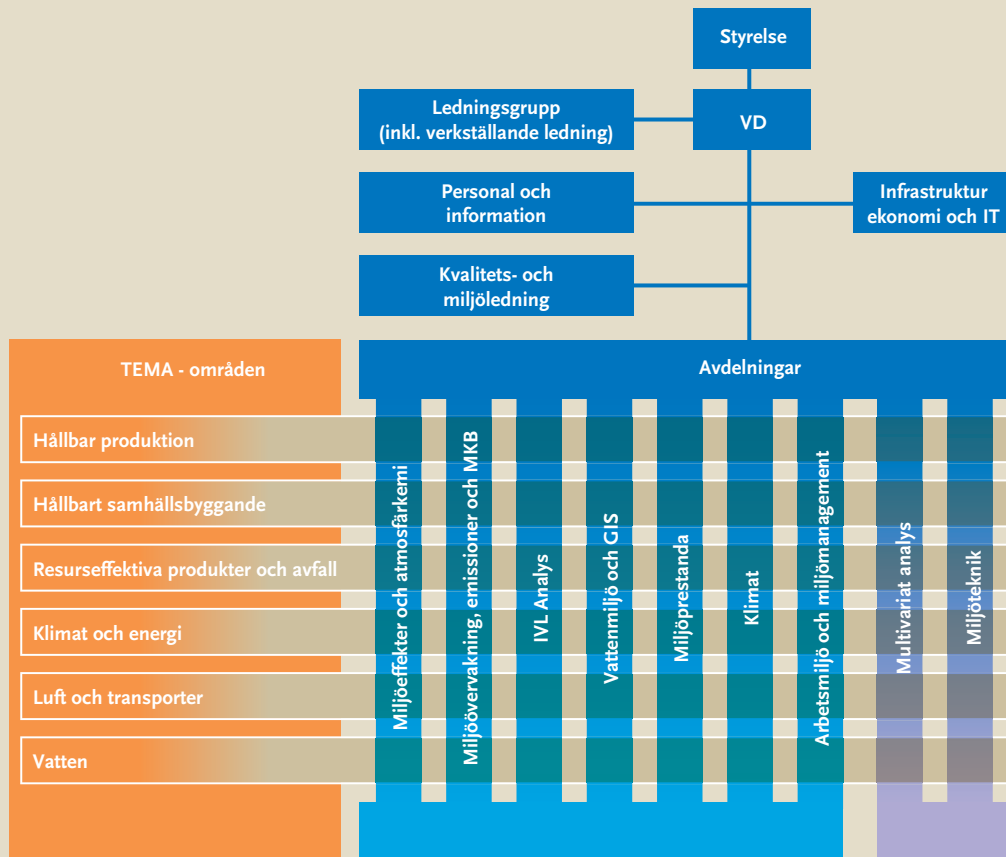 Styrelse
Ledningsgrupp
(inkl. verkställande ledning)
VD
Personal och
information
Infrastruktur
ekonomi och IT
Kvalitets- och
miljöledning
TEMA - områden
Avdelningar
Hållbar produktion
Hållbart samhällsbyggande
Resurseffektiva produkter och avfall
Klimat och energi
Luft och transporter
Vatten
Miljöeffekter och atmosfärkemi
Miljöövervakning, emissioner och MKB
IVL Analys
Vattenmiljö och GIS
Miljöprestanda
Klimat
Arbetsmiljö och miljömanagement
Multivariat analys
Miljöteknik